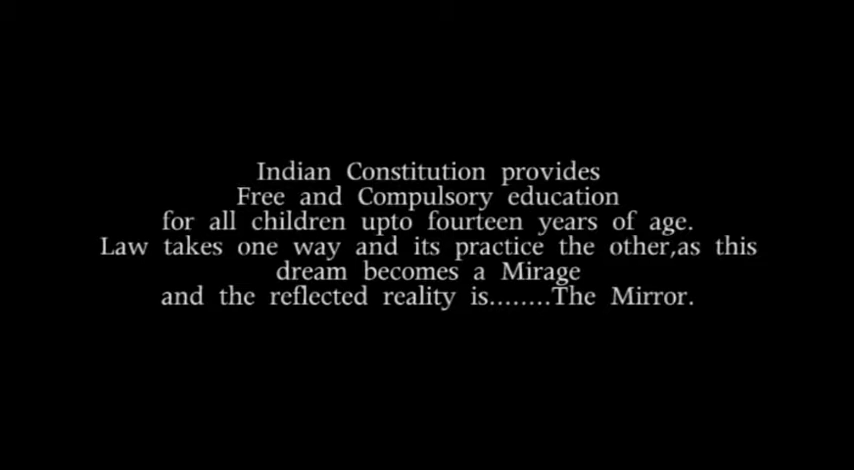 Indian Constitution provides
Free and Compulsory education
for all children upto fourteen years of age.
Law takes one way and its practice the other,as this
dream becomes a Mirage
and the reflected reality is........The Mirror.